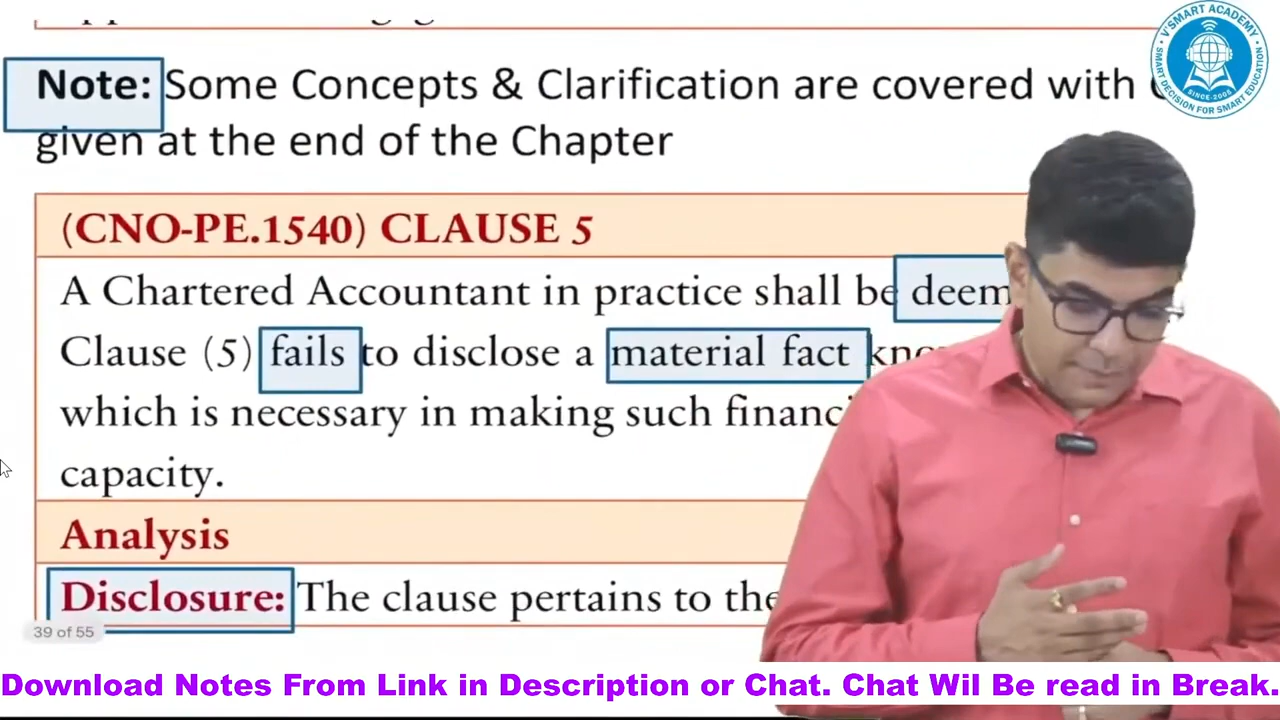 V'SMART ACADEMY
SMART DECISION FOR SMART EDUCATION
SINCE-2005
Note: Some Concepts & Clarification are covered with
given at the end of the Chapter
(CNO-PE.1540) CLAUSE 5
A Chartered Accountant in practice shall be deem
Clause (5) fails to disclose a material fact
which is necessary in making such financi
capacity.
Analysis
Disclosure: The clause pertains to the
39 of 55
Download Notes From Link in Description or Chat. Chat Wil Be read in Break.